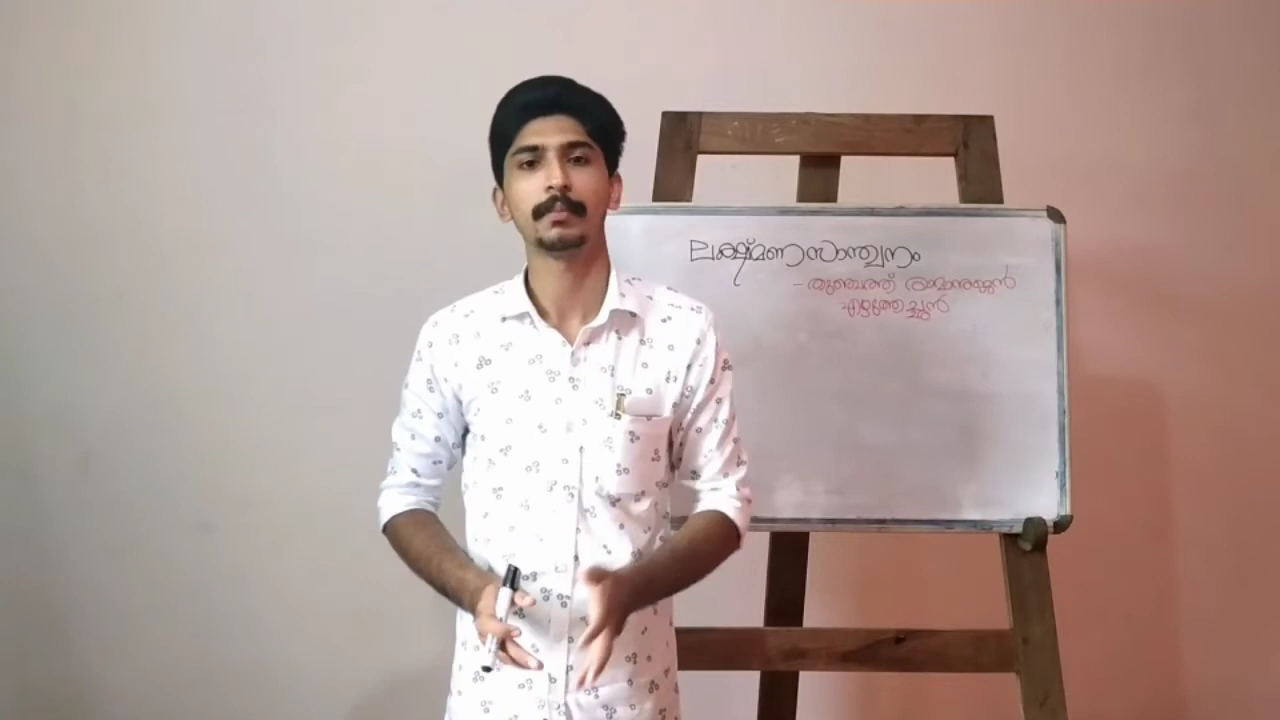 ലക്ഷ്മണസാന്ത്വനം
- തുഞ്ചത്ത് രാമാനുജൻ
എഴുത്തച്ഛൻ